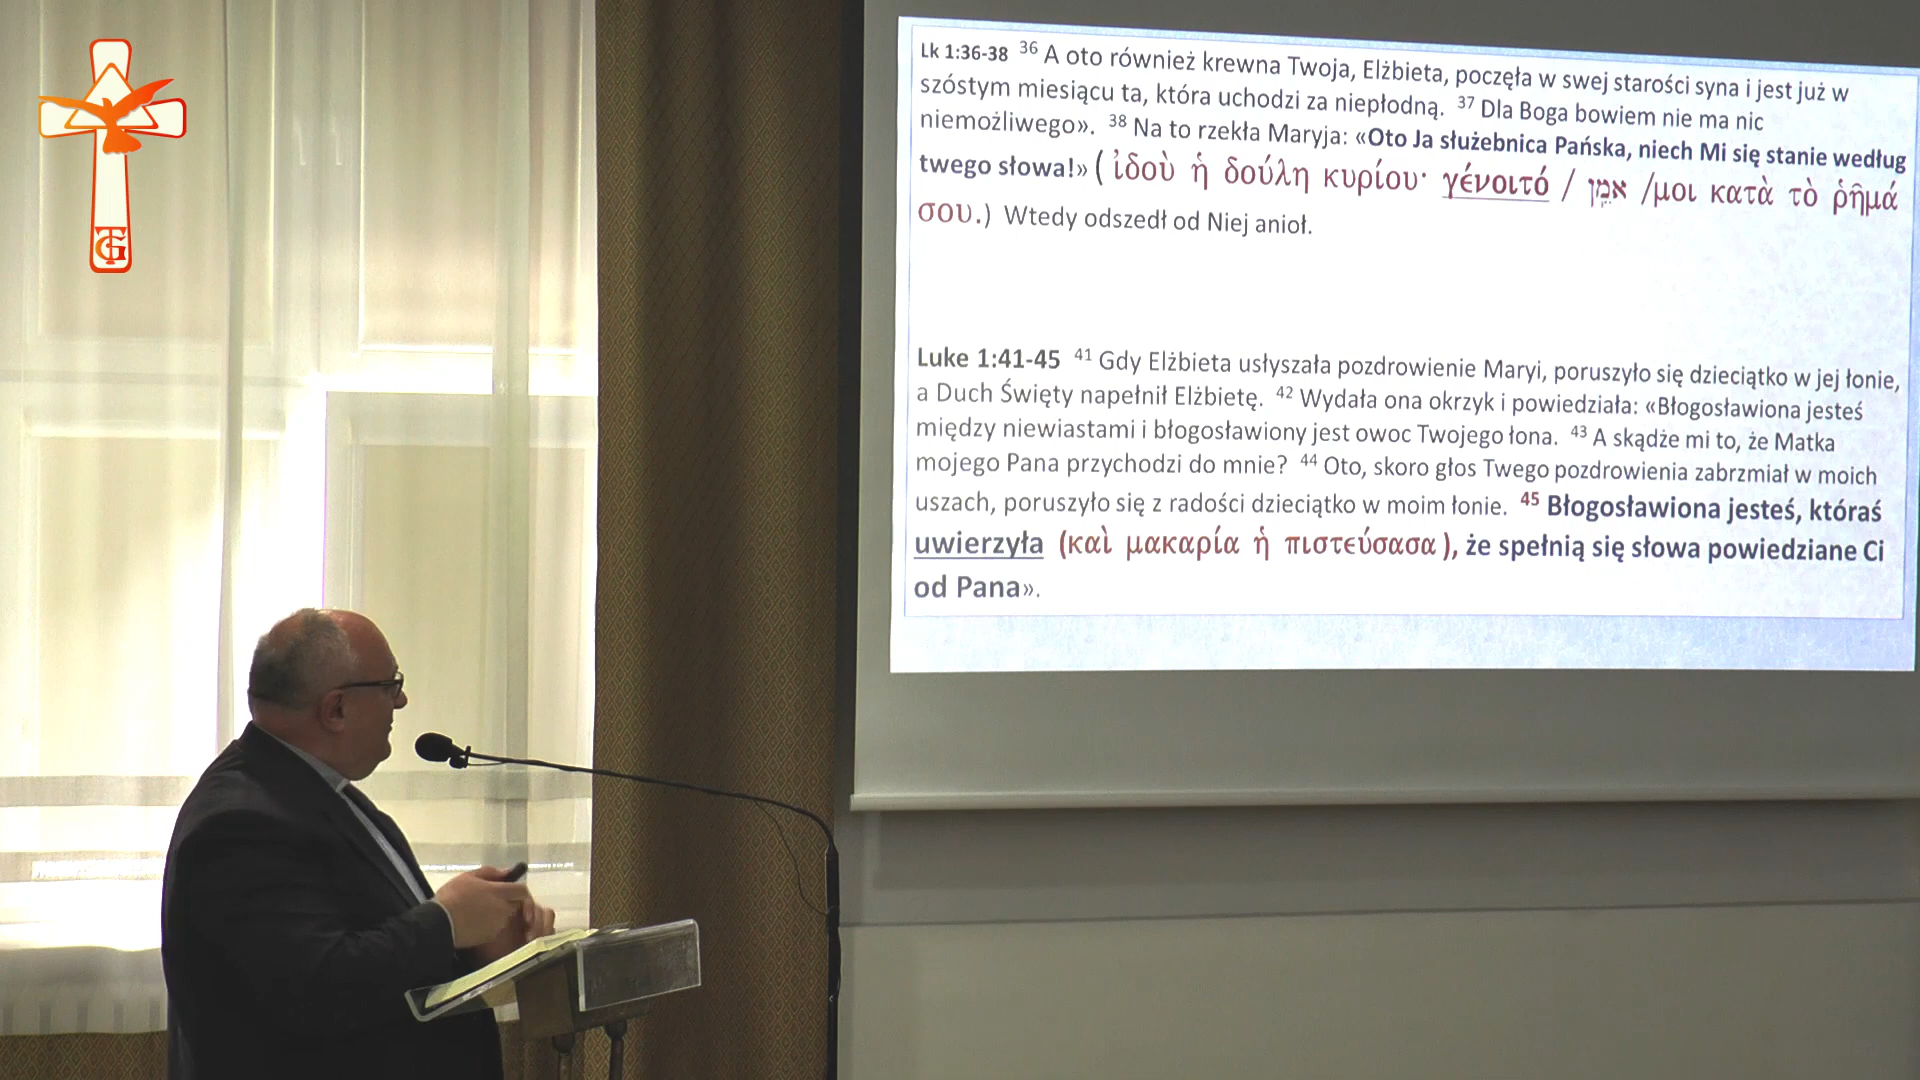 Lk 1:36-38 36 A oto również krewna Twoja, Elżbieta, poczęła w swej starości syna i jest już w
szóstym miesiącu ta, która uchodzi za niepłodną. 37 Dla Boga bowiem nie ma nic
niemożliwego». 38 Na to rzekła Maryja: «Oto Ja służebnica Pańska, niech Mi się stanie według
twego słowa!» ( ἰδοὺ ἡ δούλη κυρίου· γένοιτό / אָמֵן /μοι κατὰ τὸ ῥῆμά
σου.) Wtedy odszedł od Niej anioł.
Luke 1:41-45 41 Gdy Elżbieta usłyszała pozdrowienie Maryi, poruszyło się dzieciątko w jej łonie,
a Duch Święty napełnił Elżbietę. 42 Wydała ona okrzyk i powiedziała: «Błogosławiona jesteś
między niewiastami i błogosławiony jest owoc Twojego łona. 43 A skądże mi to, że Matka
mojego Pana przychodzi do mnie? 44 Oto, skoro głos Twego pozdrowienia zabrzmiał w moich
uszach, poruszyło się z radości dzieciątko w moim łonie. 45 Błogosławiona jesteś, któraś
uwierzyła (καὶ μακαρία ἡ πιστεύσασα), że spełnią się słowa powiedziane Ci
od Pana».